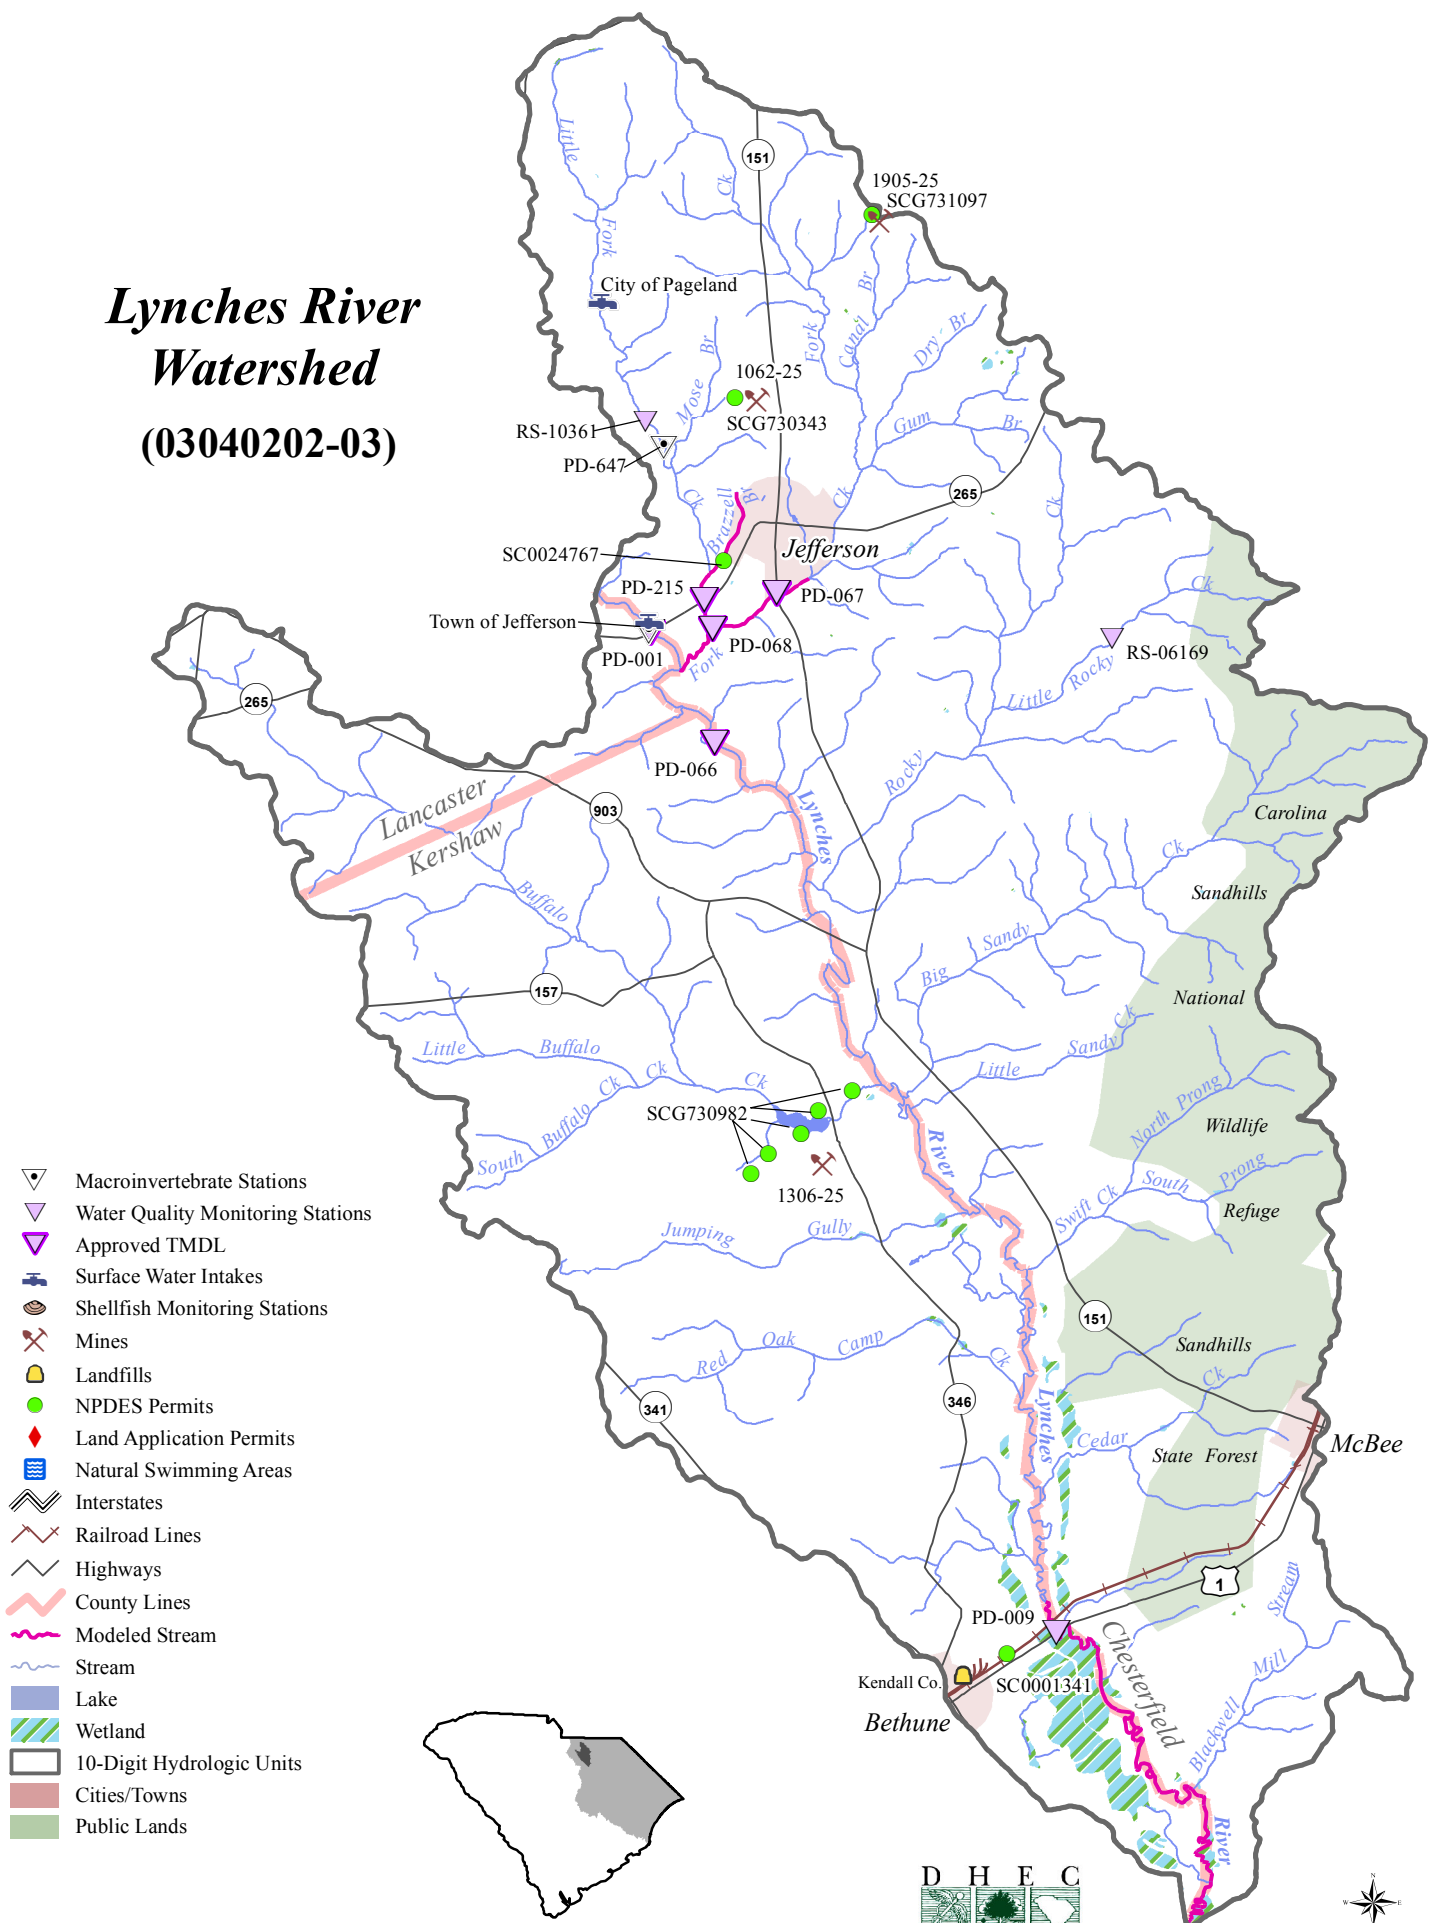 Lynches River
Watershed
(03040202-03)
Little
Fork
Ck
151
1905-25
SCG731097
City of Pageland
Mose Br
Fork
Canal Br
Dry Br
1062-25
SCG730343
RS-10361
PD-647
Gum Br
Ck
Brazzell Br
Ck
265
Ck
SC0024767
Jefferson
PD-215
PD-067
Town of Jefferson
PD-001
PD-068
Fork
Ck
RS-06169
Little Rocky
265
PD-066
Lancaster
Kershaw
903
Lynches
Rocky
Carolina
Ck
Sandhills
Buffalo
Big Sandy
157
National
Little Buffalo
Ck
Little Sandy Ck
South Buffalo Ck
Ck
SCG730982
North Prong
Wildlife
River
1306-25
South Prong
Swift Ck
Refuge
Jumping Gully
151
Red Oak Camp
Ck
Sandhills
Ck
341
346
Lynches
Cedar
State Forest
McBee
1
PD-009
Stream
Chesterfield
Mill
Blackwell
Kendall Co.
SC0001341
Bethune
River
Macroinvertebrate Stations
Water Quality Monitoring Stations
Approved TMDL
Surface Water Intakes
Shellfish Monitoring Stations
Mines
Landfills
NPDES Permits
Land Application Permits
Natural Swimming Areas
Interstates
Railroad Lines
Highways
County Lines
Modeled Stream
Stream
Lake
Wetland
10-Digit Hydrologic Units
Cities/Towns
Public Lands
D H E C
N
W E